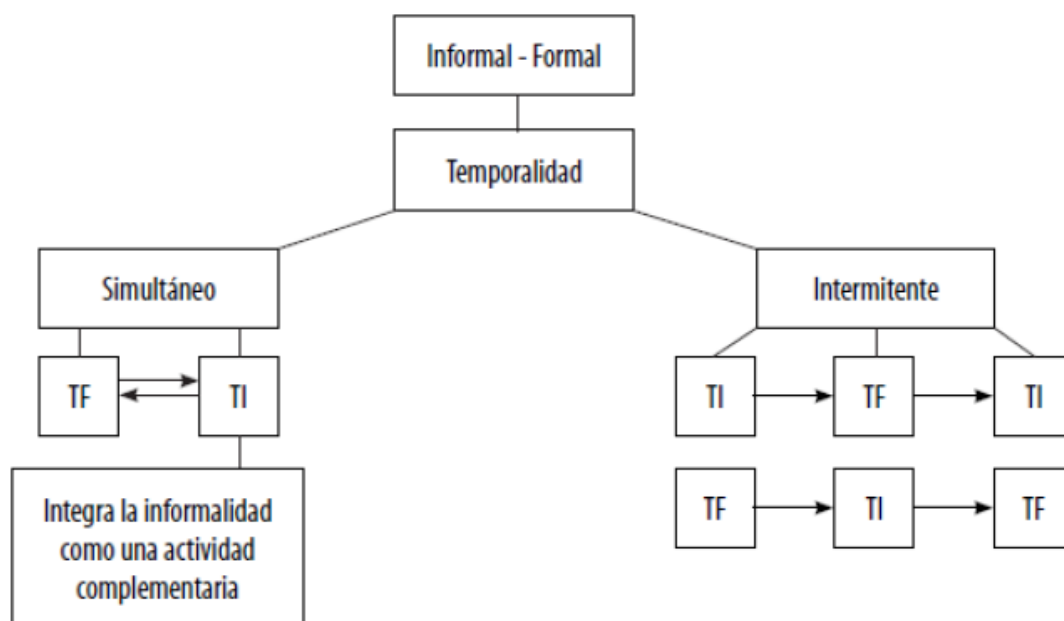 Informal - Formal
Temporalidad
Simultáneo
Intermitente
TF
TI
TI
TF
TI
Integra la informalidad
como una actividad
complementaria
TF
TI
TF